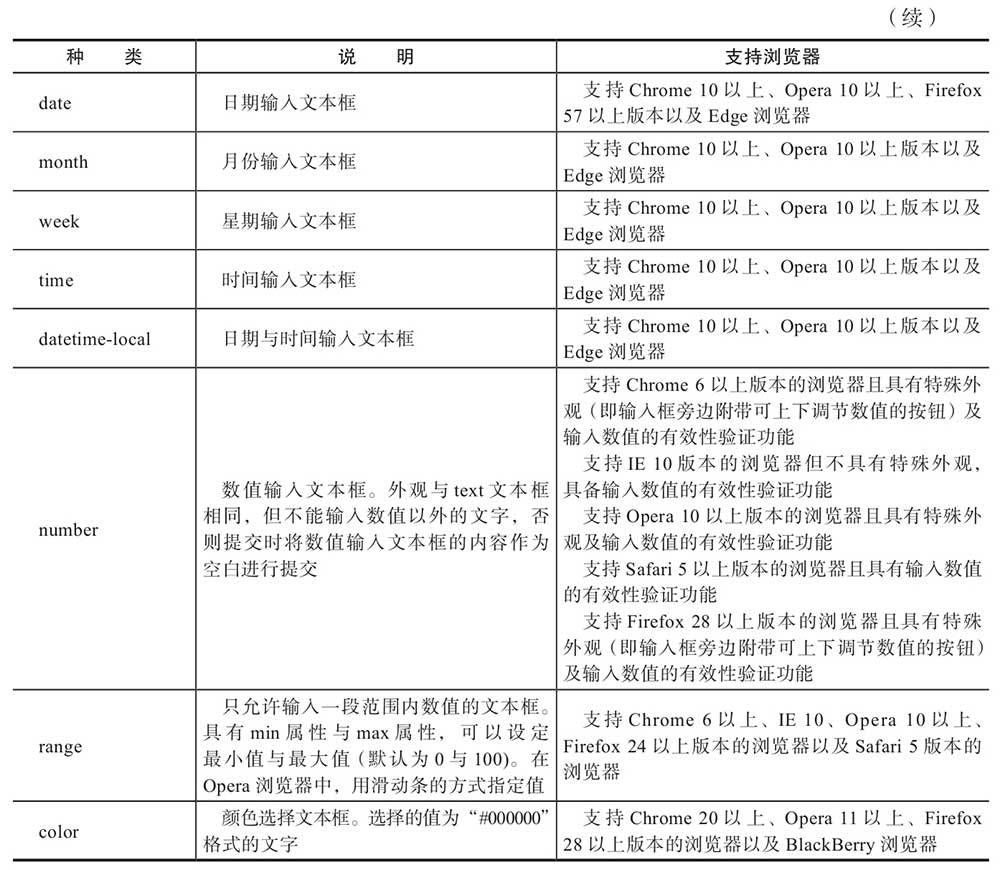 （续）
种 类 说 明 支持浏览器
date
日期输入文本框
支持 Chrome 10 以上、Opera 10 以上、Firefox
57 以上版本以及 Edge 浏览器
month
月份输入文本框
支持 Chrome 10 以上、Opera 10 以上版本以及
Edge 浏览器
week
星期输入文本框
支持 Chrome 10 以上、Opera 10 以上版本以及
Edge 浏览器
time
时间输入文本框
支持 Chrome 10 以上、Opera 10 以上版本以及
Edge 浏览器
datetime-local
日期与时间输入文本框
支持 Chrome 10 以上、Opera 10 以上版本以及
Edge 浏览器
number
数值输入文本框。外观与 text 文本框
相同，但不能输入数值以外的文字，否
则提交时将数值输入文本框的内容作为
空白进行提交
支持 Chrome 6 以上版本的浏览器且具有特殊外
观（即输入框旁边附带可上下调节数值的按钮）及
输入数值的有效性验证功能
支持 IE 10 版本的浏览器但不具有特殊外观，
具备输入数值的有效性验证功能
支持 Opera 10 以上版本的浏览器且具有特殊外
观及输入数值的有效性验证功能
支持 Safari 5 以上版本的浏览器且具有输入数值
的有效性验证功能
支持 Firefox 28 以上版本的浏览器且具有特殊
外观（即输入框旁边附带可上下调节数值的按钮）
及输入数值的有效性验证功能
range
只允许输入一段范围内数值的文本框。
具有 min 属性与 max 属性，可以设定
最小值与最大值（默认为 0 与 100)。在
Opera 浏览器中，用滑动条的方式指定值
支持 Chrome 6以上、IE 10、Opera 10 以上、
Firefox 24 以上版本的浏览器以及 Safari 5 版本的
浏览器
color
颜色选择文本框。选择的值为“#000000”
格式的文字
支持 Chrome 20 以上、Opera 11 以上、Firefox
28 以上版本的浏览器以及 BlackBerry 浏览器